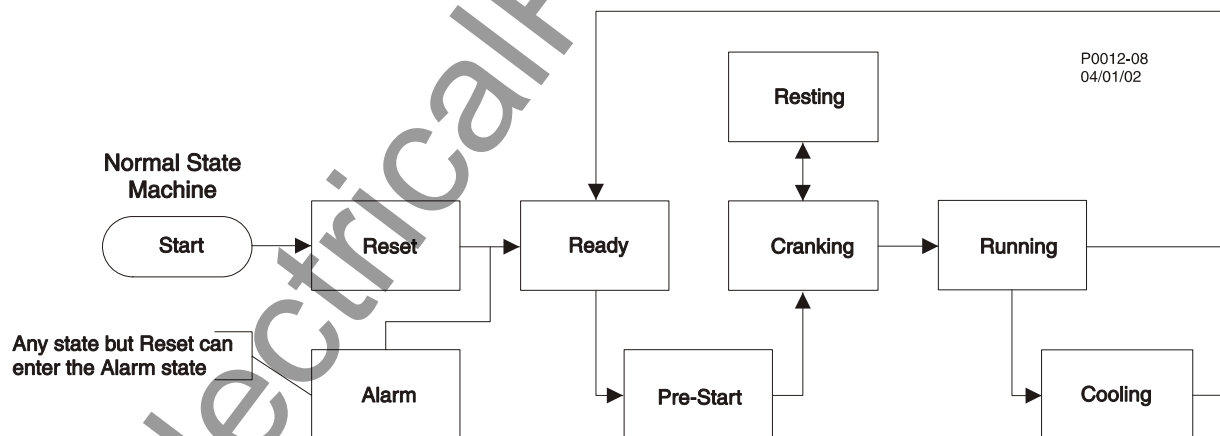 P0012-08
04/01/02
Resting
Normal State
Machine
Start
Reset
Ready
Cranking
Running
Any state but Reset can
enter the Alarm state
Alarm
Pre-Start
Cooling